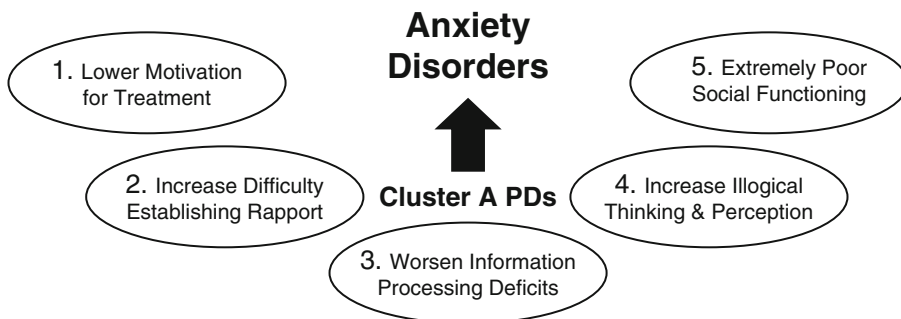 Anxiety
Disorders
1. Lower Motivation
for Treatment
5. Extremely Poor
Social Functioning
2. Increase Difficulty
Establishing Rapport
Cluster A PDs
4. Increase Illogical
Thinking & Perception
3. Worsen Information
Processing Deficits